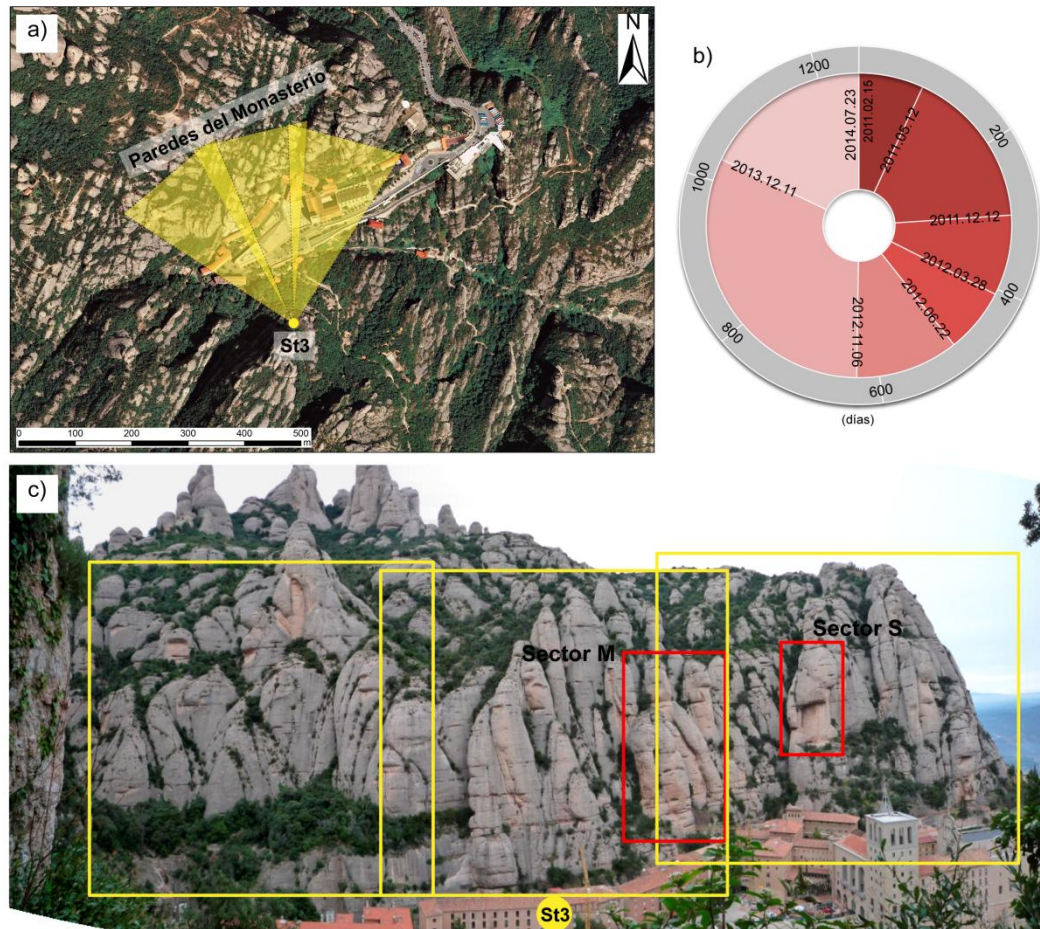 a)
N
Paredes del Monasterio
St3
0 100 200 300 400 500
m
b)
1200
200
1000
400
800
600
2014.07.23
2011.02.15
2011.05.12
2011.12.12
2012.03.28
2012.06.22
2012.11.06
2013.12.11
(dias)
c)
Sector S
Sector M
St3